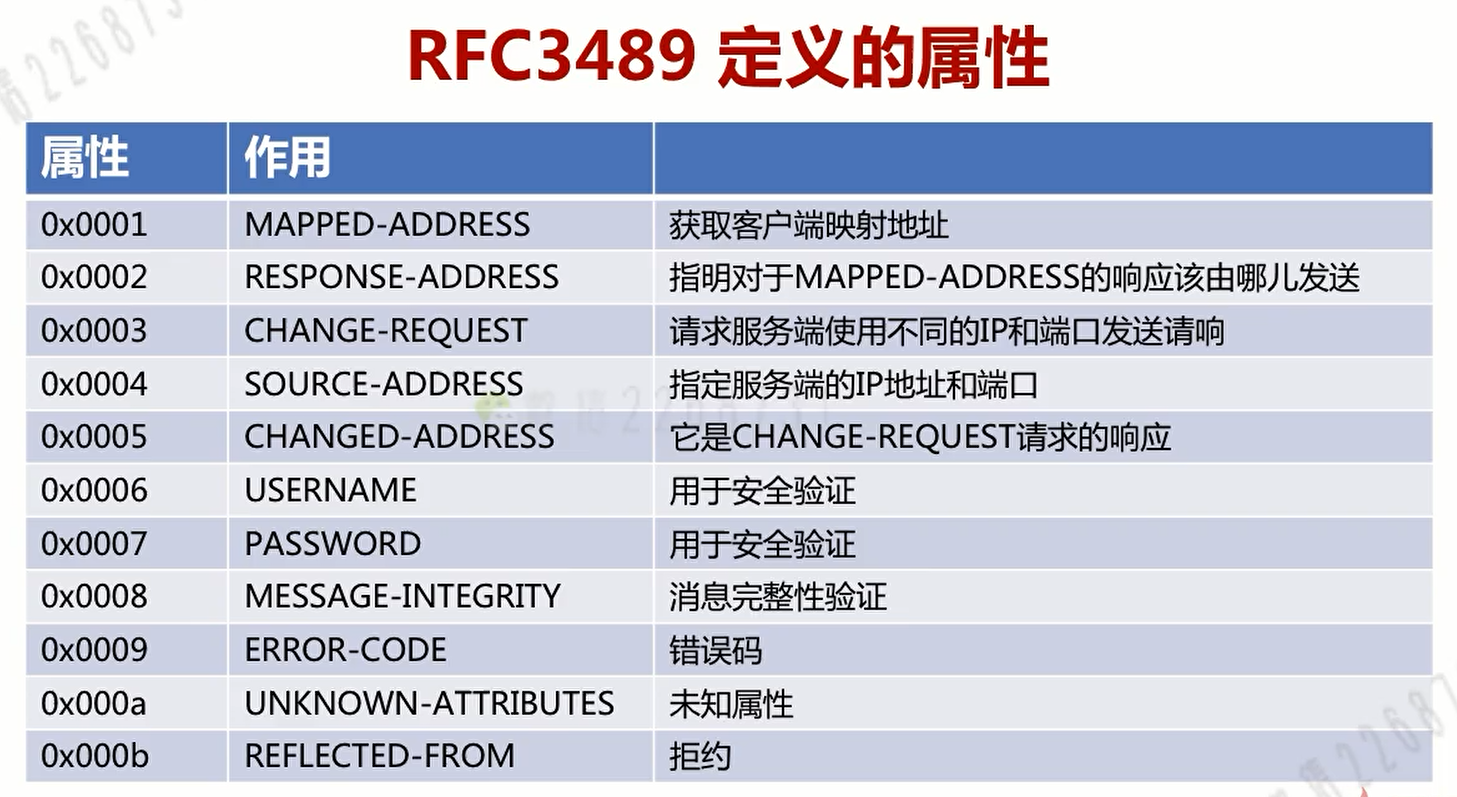 RFC3489 定义的属性
属性 作用
0x0001 MAPPED-ADDRESS 获取客户端映射地址
0x0002 RESPONSE-ADDRESS 指明对于MAPPED-ADDRESS的响应该由哪儿发送
0x0003 CHANGE-REQUEST 请求服务端使用不同的IP和端口发送请响
0x0004 SOURCE-ADDRESS 指定服务端的IP地址和端口
0x0005 CHANGED-ADDRESS 它是CHANGE-REQUEST请求的响应
0x0006 USERNAME 用于安全验证
0x0007 PASSWORD 用于安全验证
0x0008 MESSAGE-INTEGRITY 消息完整性验证
0x0009 ERROR-CODE 错误码
0x000a UNKNOWN-ATTRIBUTES 未知属性
0x000b REFLECTED-FROM 拒约